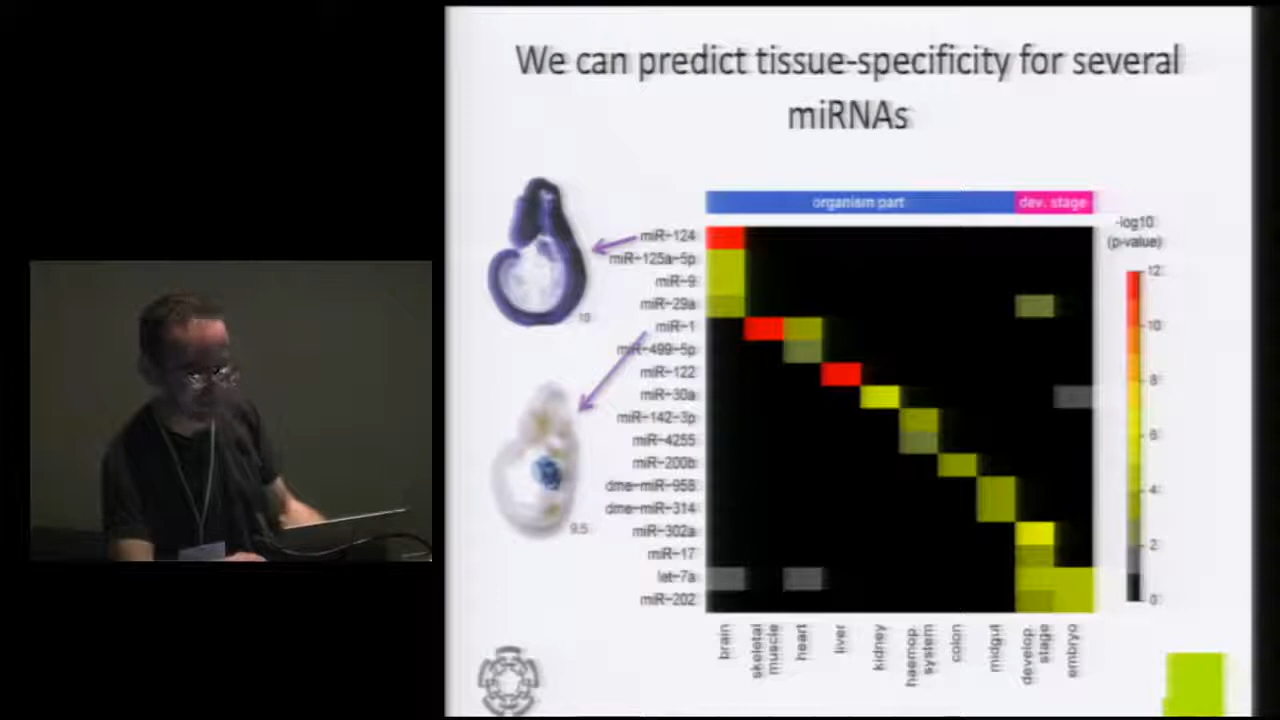 We can predict tissue-specificity for several
miRNAs
organism part
dev. stage
-log10
(p-value)
miR-124
miR-125a-5p
miR-9
miR-29a
miR-1
miR-499-5p
miR-122
miR-30a
miR-142-3p
miR-4255
miR-200b
dme-miR-958
dme-miR-314
miR-302a
miR-17
let-7a
miR-202
10
9.5
12
10
8
6
4
2
0
brain
skeletal
muscle
heart
liver
kidney
haemop.
system
colon
midgut
develop.
stage
embryo